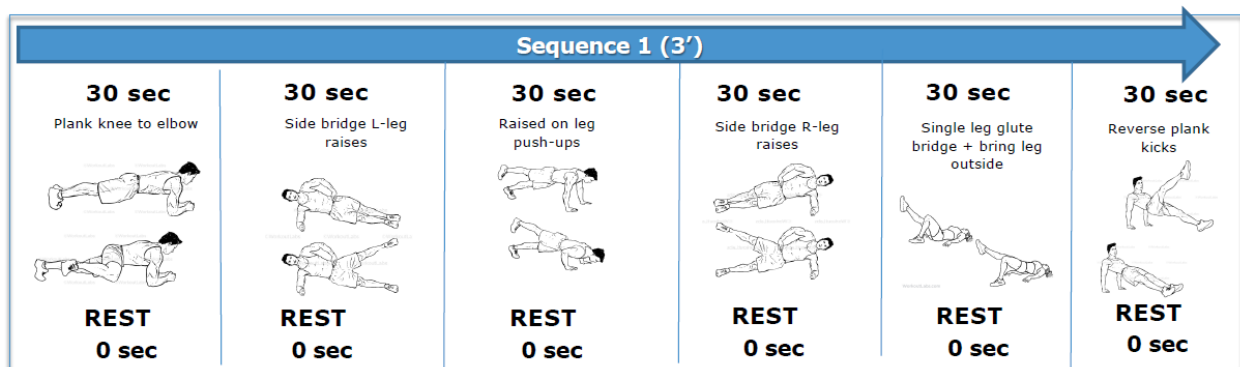 Sequence 1 (3’)
30 sec
Plank knee to elbow
REST
0 sec
30 sec
Side bridge L-leg
raises
REST
0 sec
30 sec
Raised on leg
push-ups
REST
0 sec
30 sec
Side bridge R-leg
raises
REST
0 sec
30 sec
Single leg glute
bridge + bring leg
outside
REST
0 sec
30 sec
Reverse plank
kicks
REST
0 sec